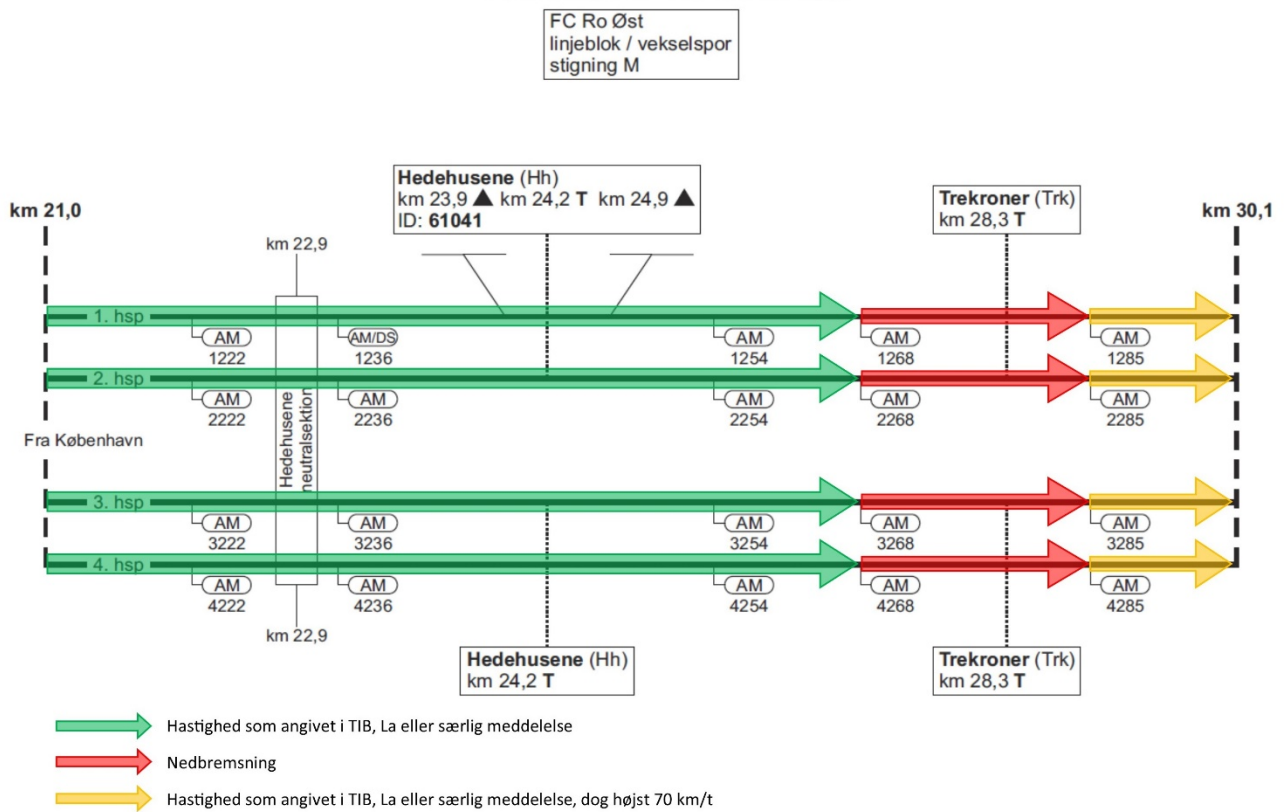 FC Ro Øst
linjeblok / vekselspor
stigning M
km 21,0
Hedehusene (Hh)
km 23,9 ▲ km 24,2 T km 24,9 ▲
ID: 61041
Trekroner (Trk)
km 28,3 T
km 30,1
km 22,9
1. hsp
AM
1222
AM/DS
1236
AM
1254
AM
1268
AM
1285
2. hsp
AM
2222
AM
2236
AM
2254
AM
2268
AM
2285
Fra København
Hedehusene
neutralsektion
3. hsp
AM
3222
AM
3236
AM
3254
AM
3268
AM
3285
4. hsp
AM
4222
AM
4236
AM
4254
AM
4268
AM
4285
km 22,9
Hedehusene (Hh)
km 24,2 T
Trekroner (Trk)
km 28,3 T
Hastighed som angivet i TIB, La eller særlig meddelelse
Nedbremsning
Hastighed som angivet i TIB, La eller særlig meddelelse, dog højst 70 km/t